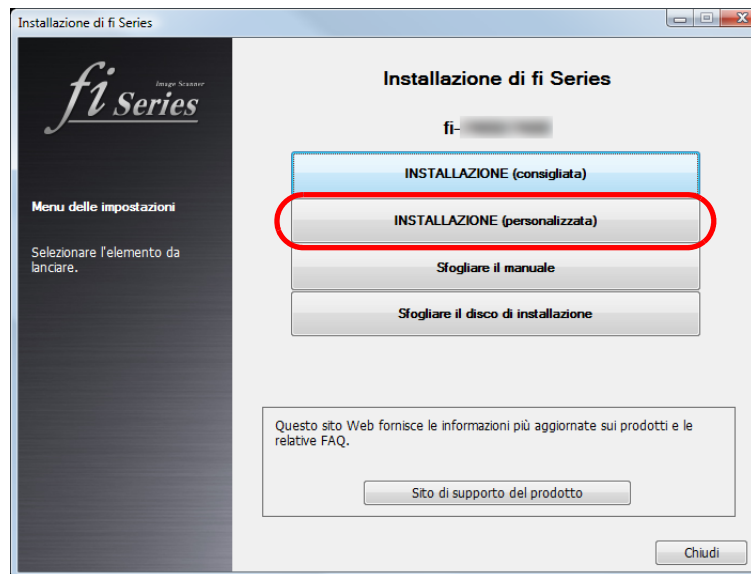 Installazione di fi Series
Image Scanner
fi Series
Menu delle impostazioni
Selezionare l'elemento da
lanciare.
Installazione di fi Series
fi-
INSTALLAZIONE (consigliata)
INSTALLAZIONE (personalizzata)
Sfogliare il manuale
Sfogliare il disco di installazione
Questo sito Web fornisce le informazioni più aggiornate sui prodotti e le
relative FAQ.
Sito di supporto del prodotto
Chiudi